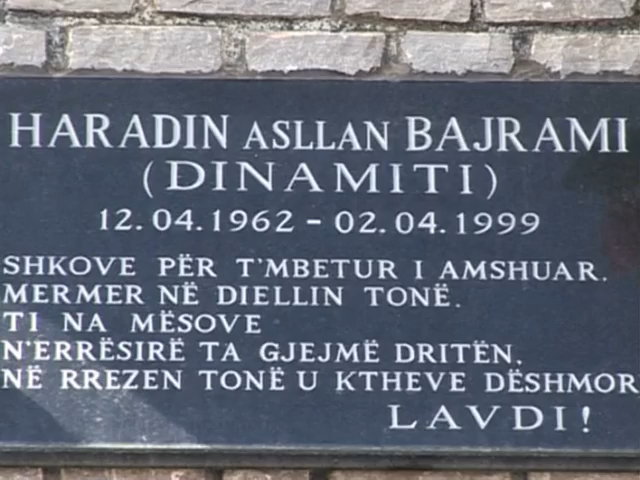 HARADIN ASLLAN BAJRAMI
(DINAMITI)
12.04.1962 - 02.04.1999
SHKOVE PËR T'MBETUR I AMSHUAR.
MERMER NË DIELLIN TONË.
TI NA MËSOVE
N'ERRËSIRË TA GJEJMË DRITËN.
NË RREZEN TONË U KTHEVE DËSHMOR
LAVDI!